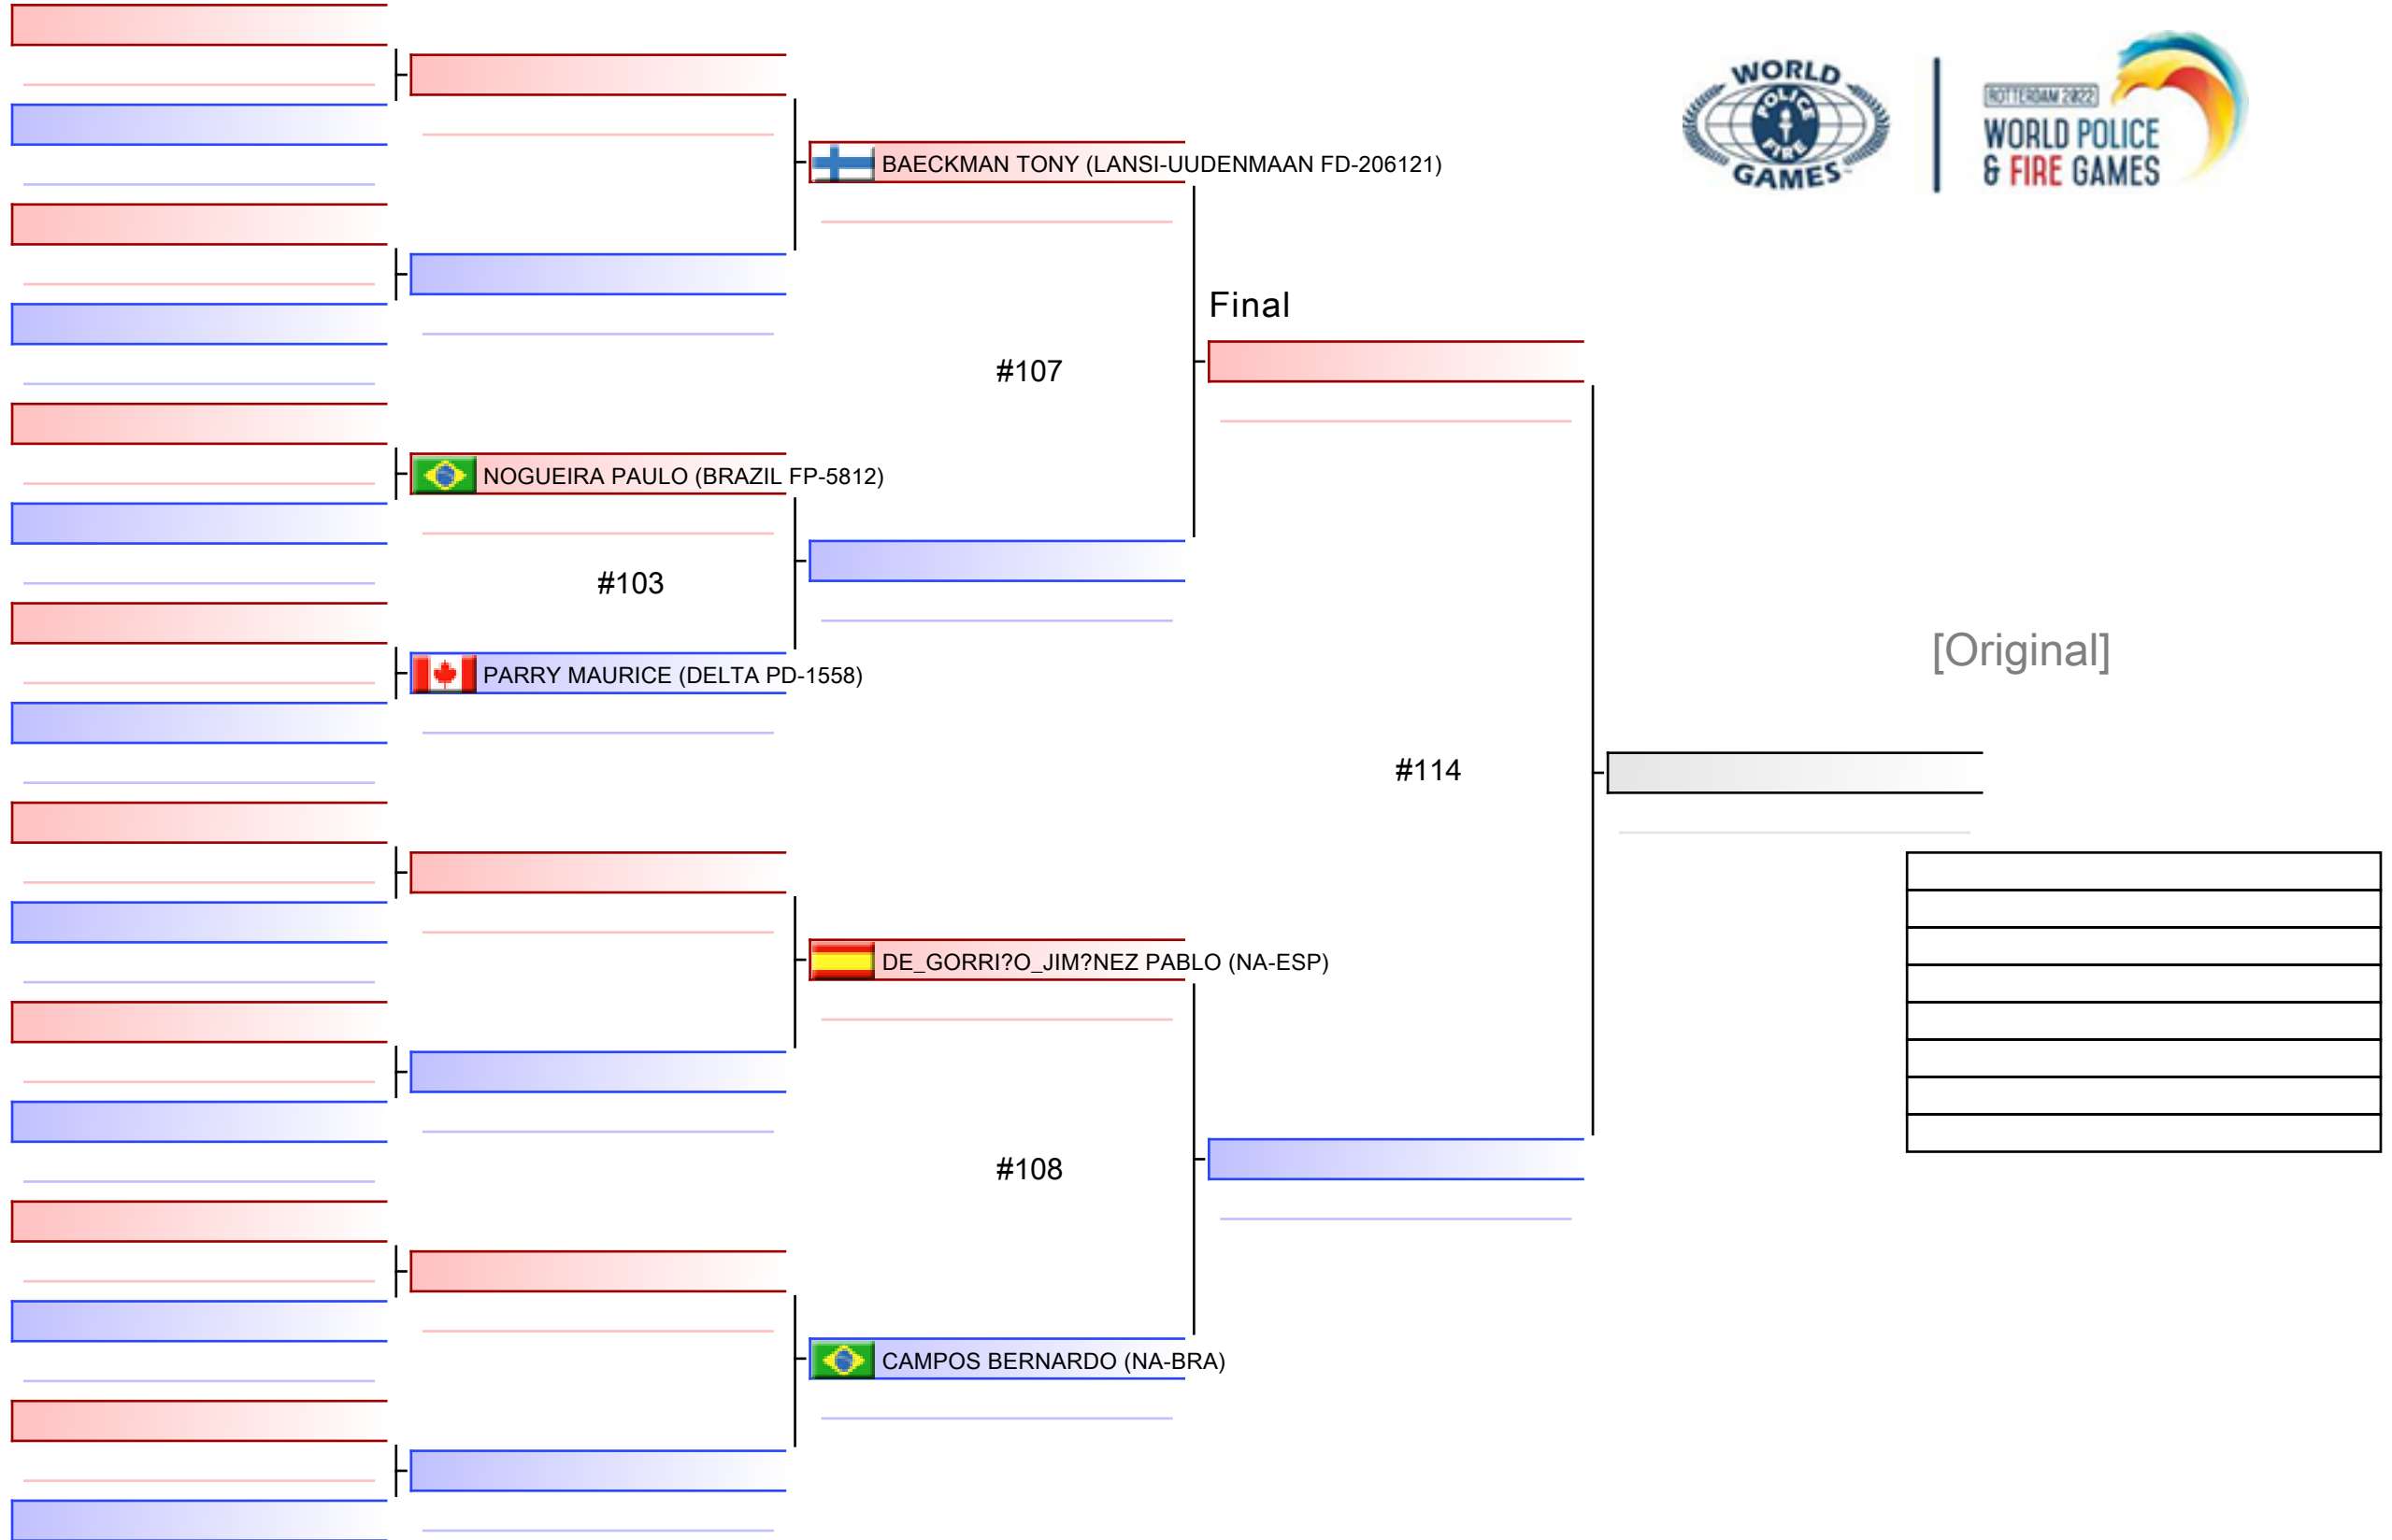 WORLD
POLICE
FIRE
GAMES
ROTTERDAM 2022
WORLD POLICE
& FIRE GAMES
BAECKMAN TONY (LANSI-UUDENMAAN FD-206121)
Final
#107
NOGUEIRA PAULO (BRAZIL FP-5812)
#103
PARRY MAURICE (DELTA PD-1558)
[Original]
#114
DE_GORRI?O_JIM?NEZ PABLO (NA-ESP)
#108
CAMPOS BERNARDO (NA-BRA)